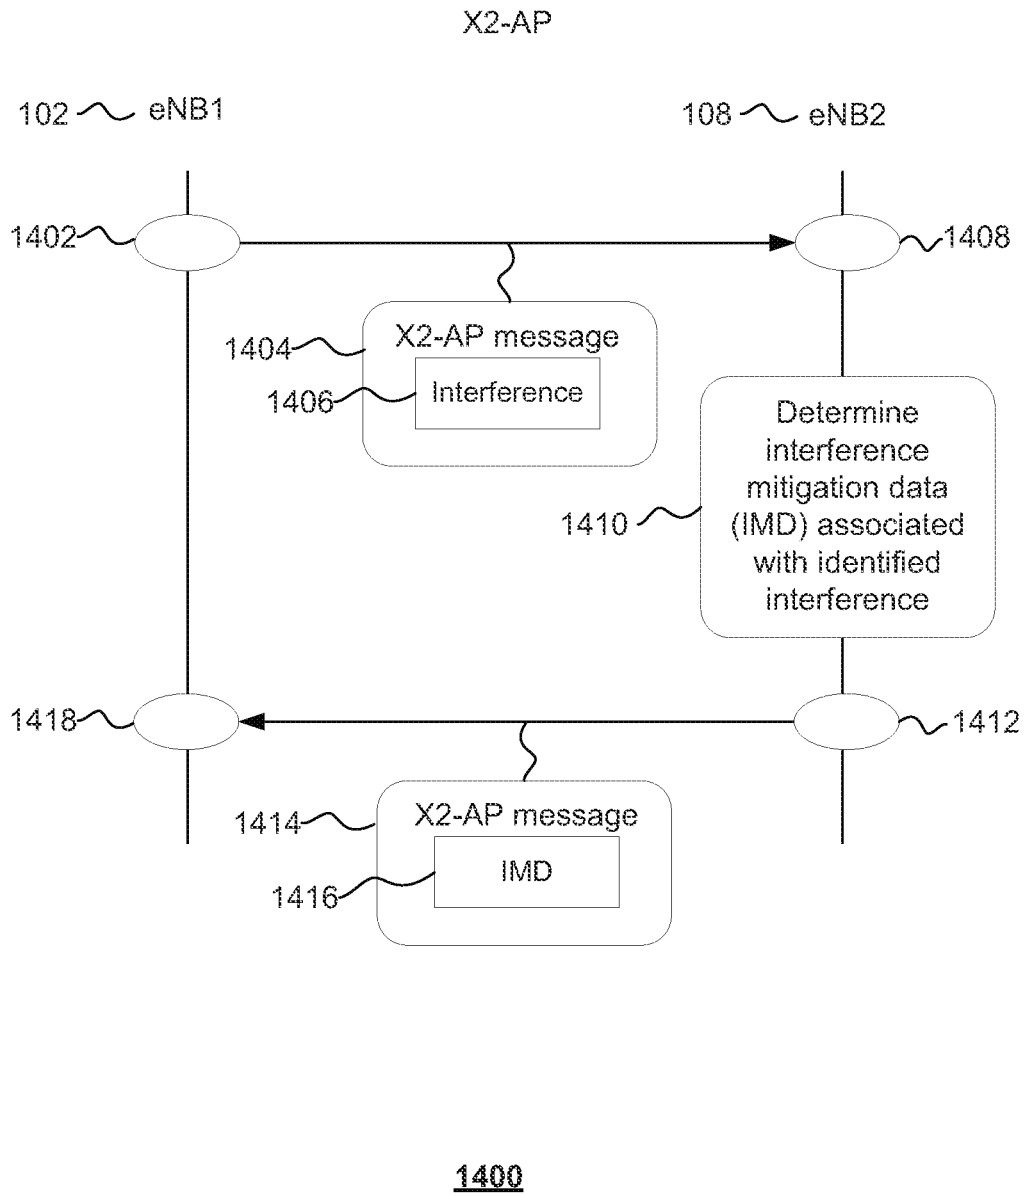 X2-AP
102 eNB1
108 eNB2
1402
1408
1404
X2-AP message
1406
Interference
Determine
interference
mitigation data
(IMD) associated
with identified
interference
1410
1418
1412
1414
X2-AP message
1416
IMD
1400